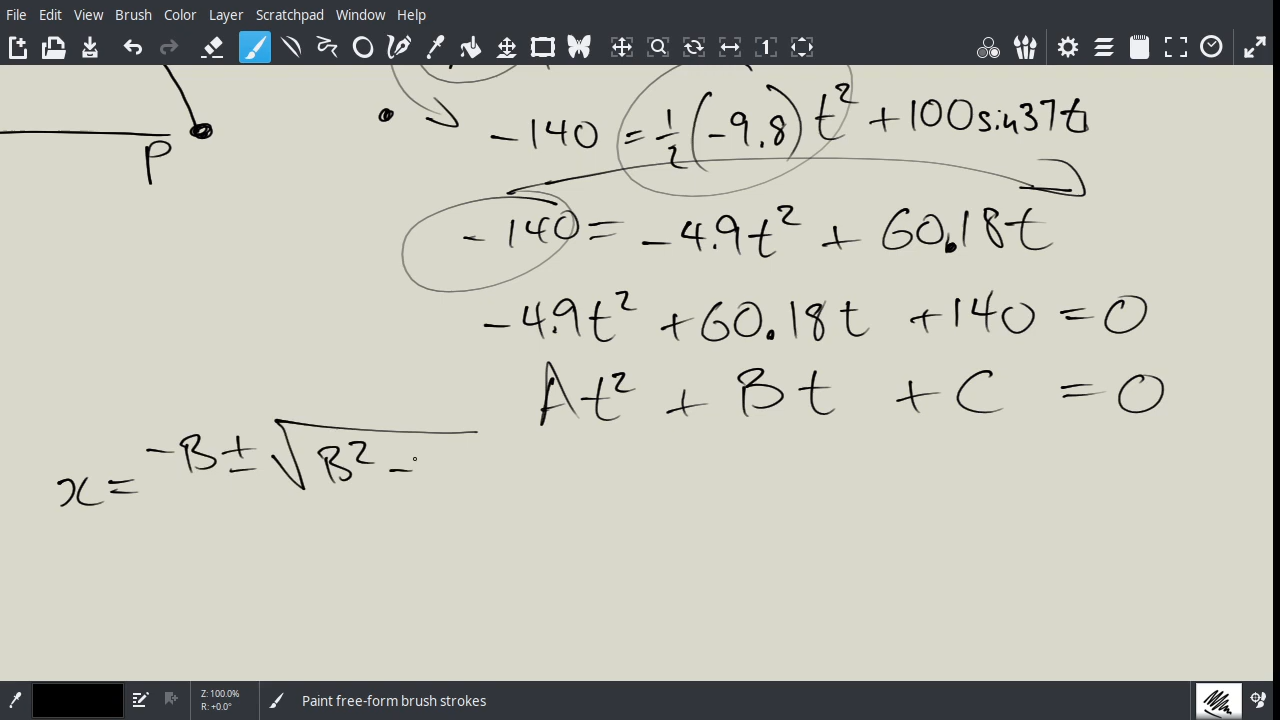 File Edit View Brush Color Layer Scratchpad Window Help
P
-140 = 1/2 (-9.8) t² + 100sin37t
-140 = -4.9t² + 60.18t
-4.9t² + 60.18t + 140 = 0
At² + Bt + C = 0
x = -B ± √B² -
Z: 100.0%
R: +0.0°
Paint free-form brush strokes